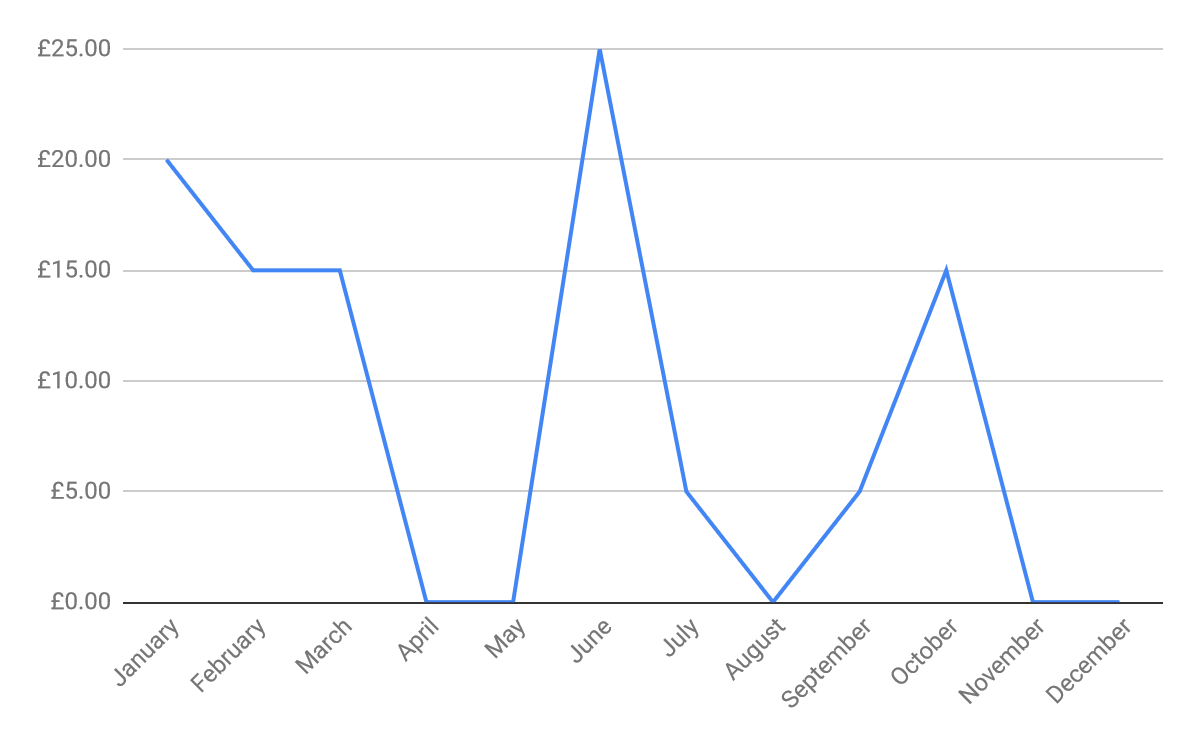 £25.00
£20.00
£15.00
£10.00
£5.00
£0.00
January
February
March
April
May
June
July
August
September
October
November
December